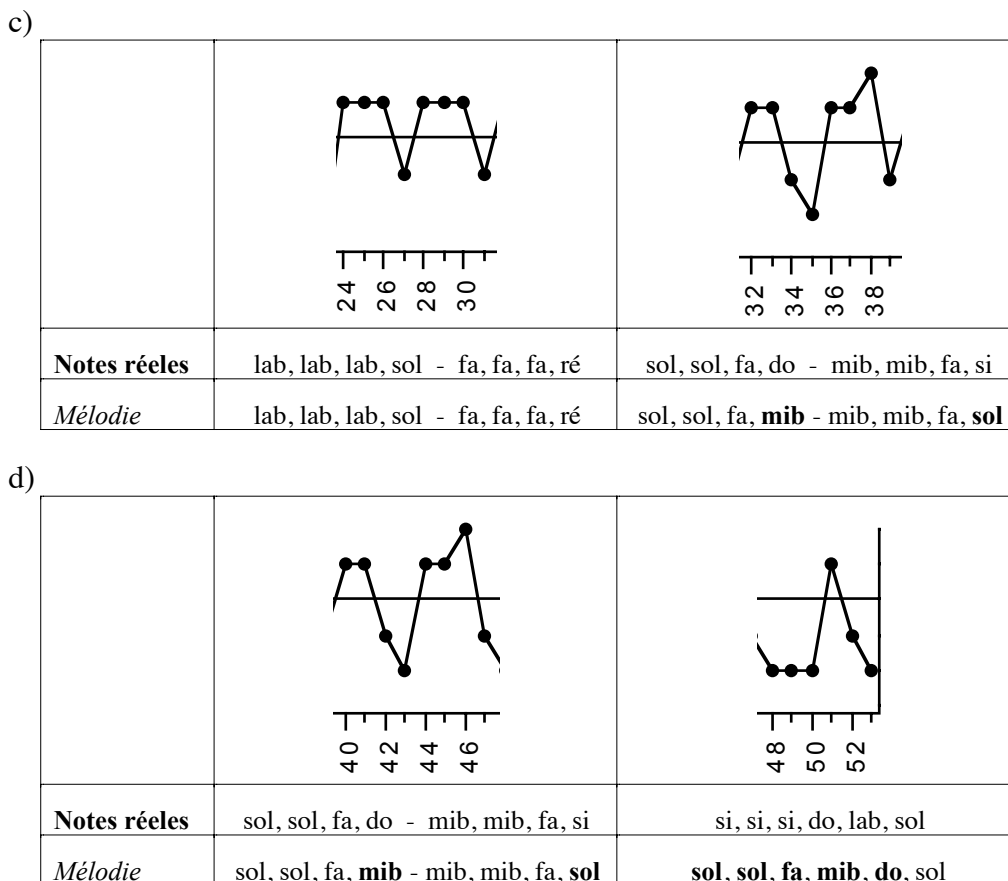 c)
24 26 28 30 32 34 36 38
Notes réeles lab, lab, lab, sol - fa, fa, fa, ré sol, sol, fa, do - mib, mib, fa, si
Mélodie lab, lab, lab, sol - fa, fa, fa, ré sol, sol, fa, mib - mib, mib, fa, sol
d)
40 42 44 46 48 50 52
Notes réeles sol, sol, fa, do - mib, mib, fa, si si, si, si, do, lab, sol
Mélodie sol, sol, fa, mib - mib, mib, fa, sol sol, sol, fa, mib, do, sol